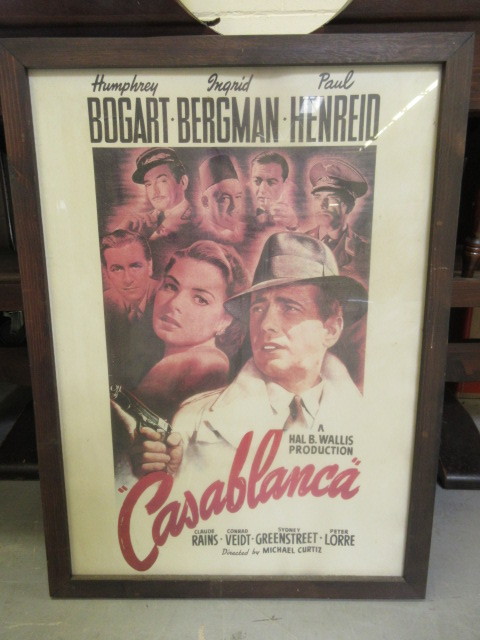 Humphrey Ingrid Paul
BOGART · BERGMAN · HENREID
A
HAL B. WALLIS
PRODUCTION
"Casablanca"
CLAUDE CONRAD SYDNEY PETER
RAINS · VEIDT · GREENSTREET · LORRE
Directed by MICHAEL CURTIZ